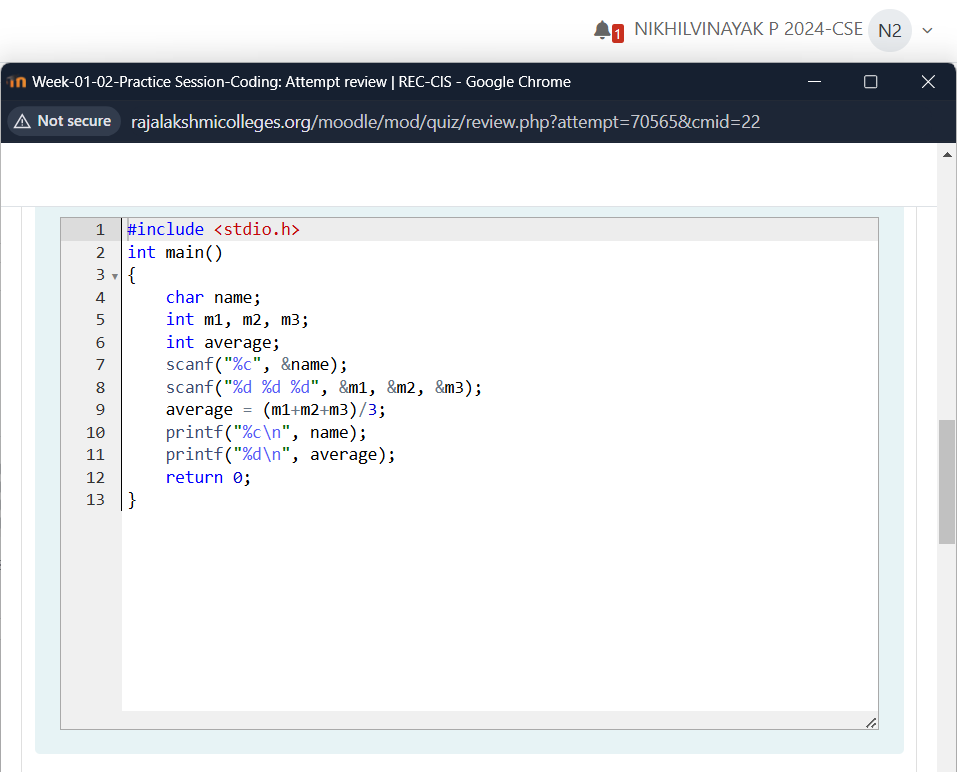 1 NIKHILVINAYAK P 2024-CSE N2
Week-01-02-Practice Session-Coding: Attempt review | REC-CIS - Google Chrome
Not secure rajalakshmicolleges.org/moodle/mod/quiz/review.php?attempt=70565&cmid=22
1 #include <stdio.h>
2 int main()
3 {
4     char name;
5     int m1, m2, m3;
6     int average;
7     scanf("%c", &name);
8     scanf("%d %d %d", &m1, &m2, &m3);
9     average = (m1+m2+m3)/3;
10     printf("%c\n", name);
11     printf("%d\n", average);
12     return 0;
13 }